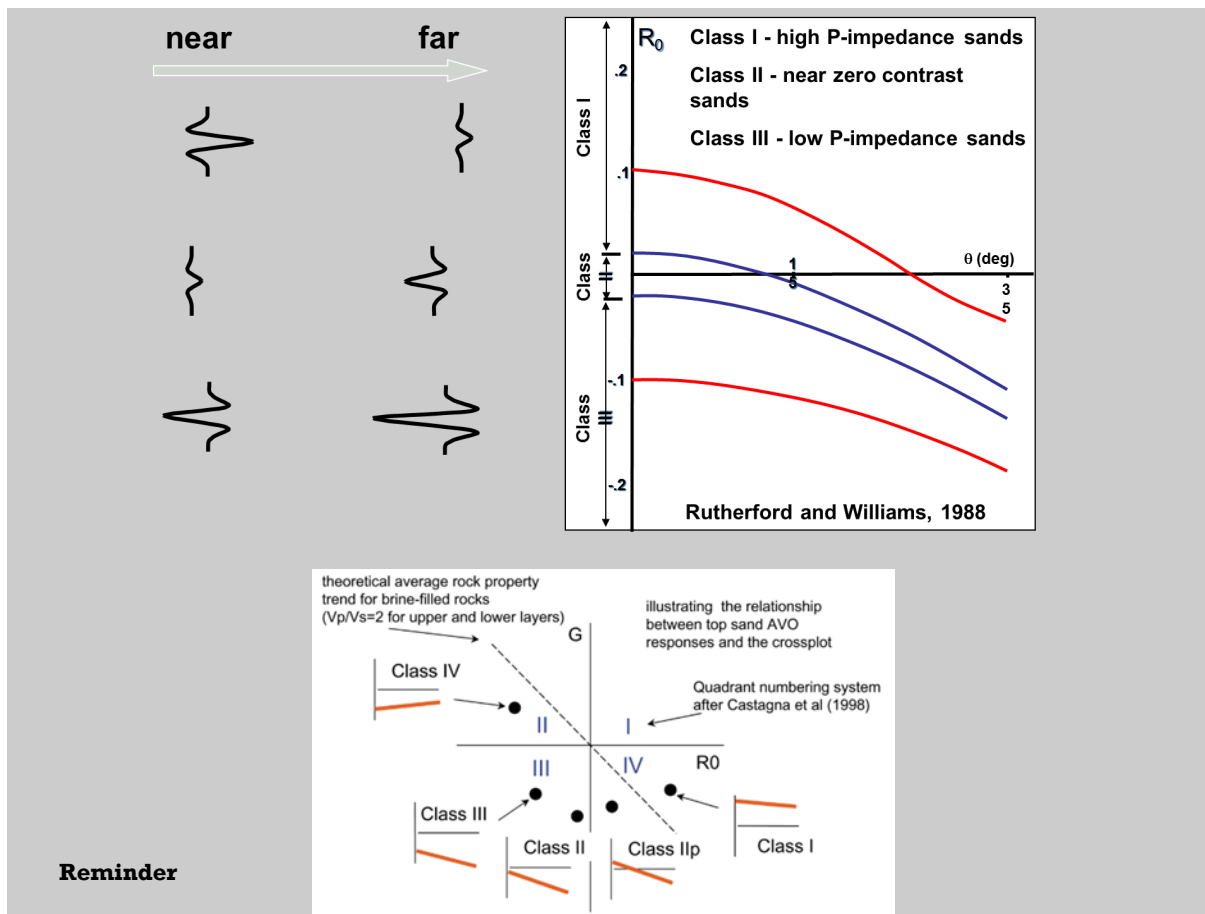 near
far
R0
Class I - high P-impedance sands
Class II - near zero contrast
sands
Class III - low P-impedance sands
.2
Class I
.1
θ (deg)
1
5
3
5
Class II
-.1
Class III
-.2
Rutherford and Williams, 1988
theoretical average rock property
trend for brine-filled rocks
(Vp/Vs=2 for upper and lower layers)
illustrating the relationship
between top sand AVO
responses and the crossplot
G
Class IV
Quadrant numbering system
after Castagna et al (1998)
II
I
III
IV
R0
Class III
Class II
Class IIp
Class I
Reminder